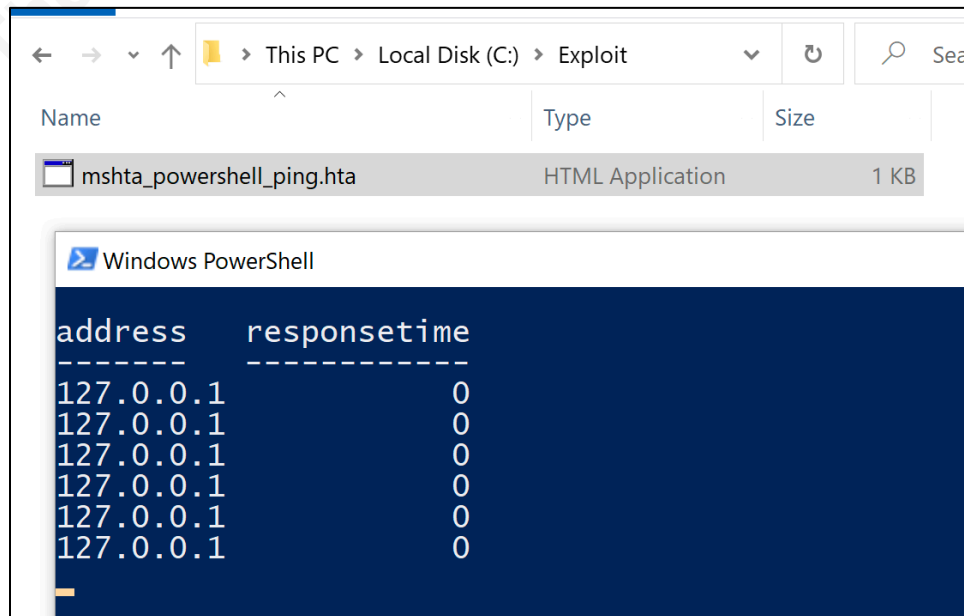 This PC > Local Disk (C:) > Exploit Sea
Name Type Size
mshta_powershell_ping.hta HTML Application 1 KB
Windows PowerShell
address responsetime
------- ------------
127.0.0.1 0
127.0.0.1 0
127.0.0.1 0
127.0.0.1 0
127.0.0.1 0
127.0.0.1 0